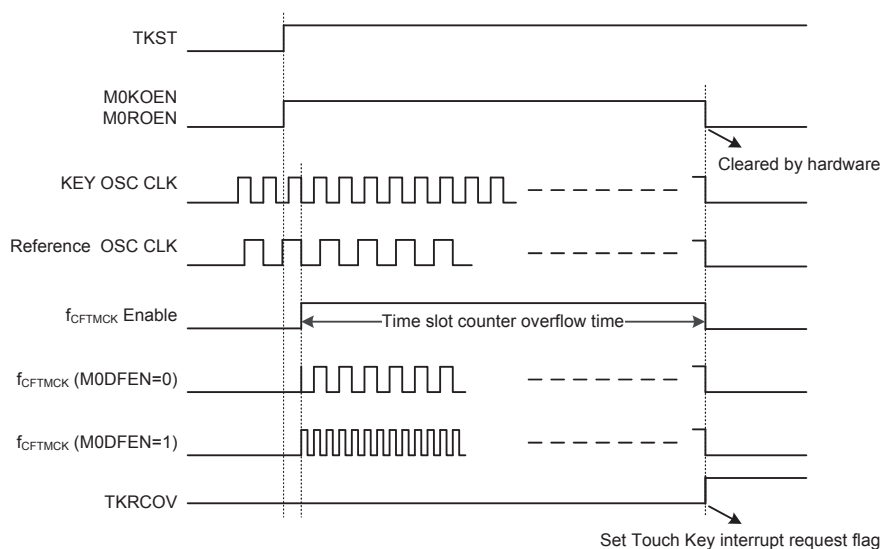 TKST
M0KOEN
M0ROEN
Cleared by hardware
KEY OSC CLK
Reference OSC CLK
fCFTMCK Enable
Time slot counter overflow time
fCFTMCK (M0DFEN=0)
fCFTMCK (M0DFEN=1)
TKRCOV
Set Touch Key interrupt request flag